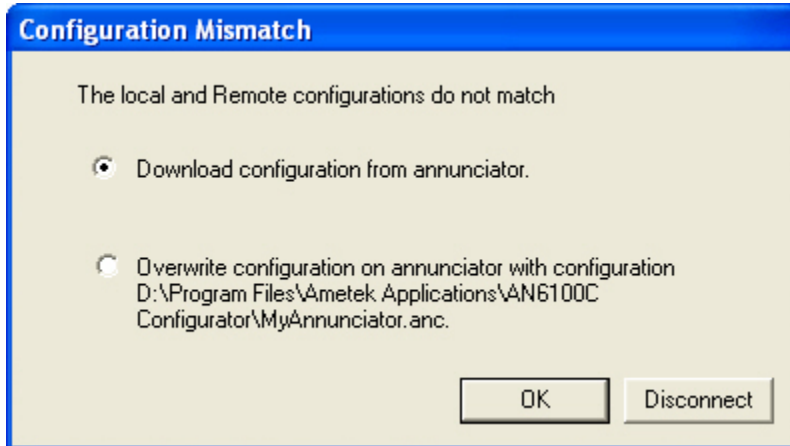 Configuration Mismatch
The local and Remote configurations do not match
Download configuration from annunciator.
Overwrite configuration on annunciator with configuration
D:\Program Files\Ametek Applications\AN6100C
Configurator\MyAnnunciator.anc.
OK
Disconnect